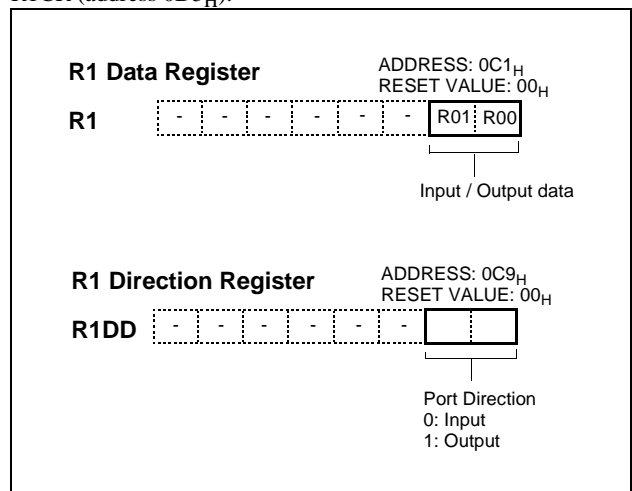 R1 Data Register
ADDRESS: 0C1H
RESET VALUE: 00H
R1 - - - - - - R01 R00
Input / Output data
R1 Direction Register
ADDRESS: 0C9H
RESET VALUE: 00H
R1DD - - - - - -
Port Direction
0: Input
1: Output